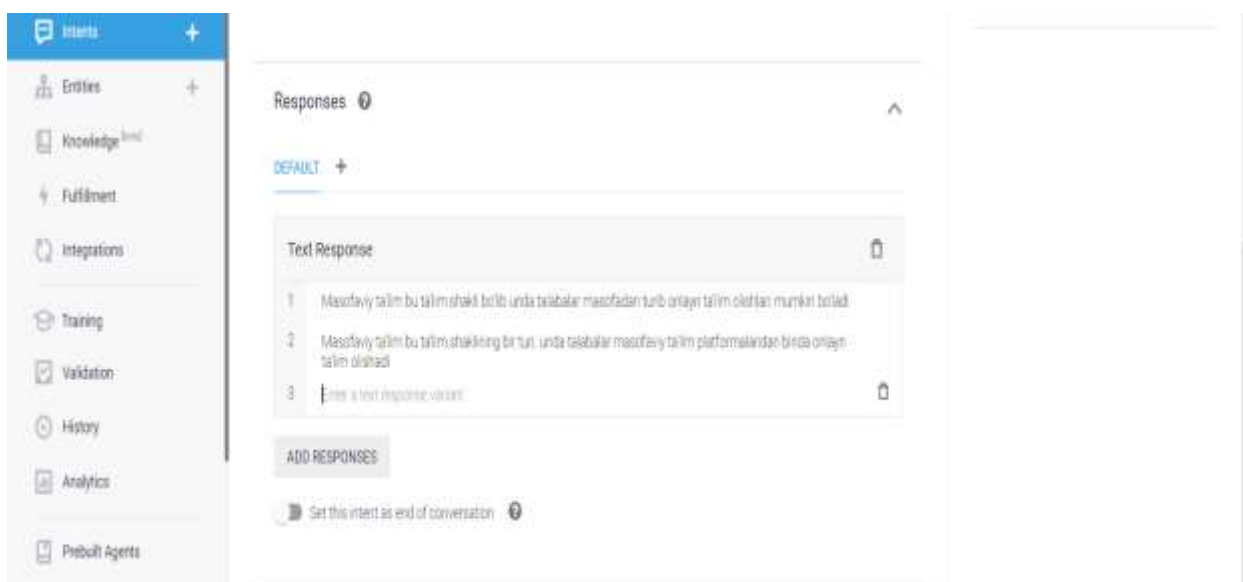 Intents
Entities
Knowledge [beta]
Fulfillment
Integrations
Training
Validation
History
Analytics
Prebuilt Agents
Responses
DEFAULT +
Text Response
1 Masofaviy ta'lim bu ta'lim shakli bo'lib unda talabalar masofadan turib onlayn ta'lim olishlari mumkin bo'ladi
2 Masofaviy ta'lim bu ta'lim shaklining bir turi, unda talabalar masofaviy ta'lim platformalaridan birida onlayn
ta'lim olishadi
3 Enter a text response variant
ADD RESPONSES
Set this intent as end of conversation